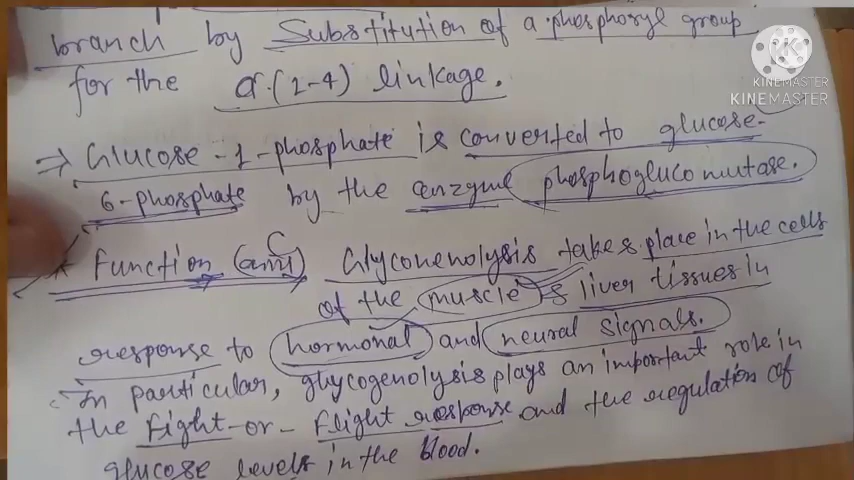 branch by Substitution of a phosphoryl group
for the α.(1-4) linkage.
KINEMASTER
KINEMASTER
⇒ Glucose-1-phosphate is converted to glucose-
6-phosphate by the enzyme phosphogluco mutase.
* Function Glyconenolysis takes place in the cells
of the muscle & liver tissues in
response to hormonal and neural signals.
In particular, glycogenolysis plays an important role in
the fight-or-flight response and the regulation of
glucose levels in the blood.